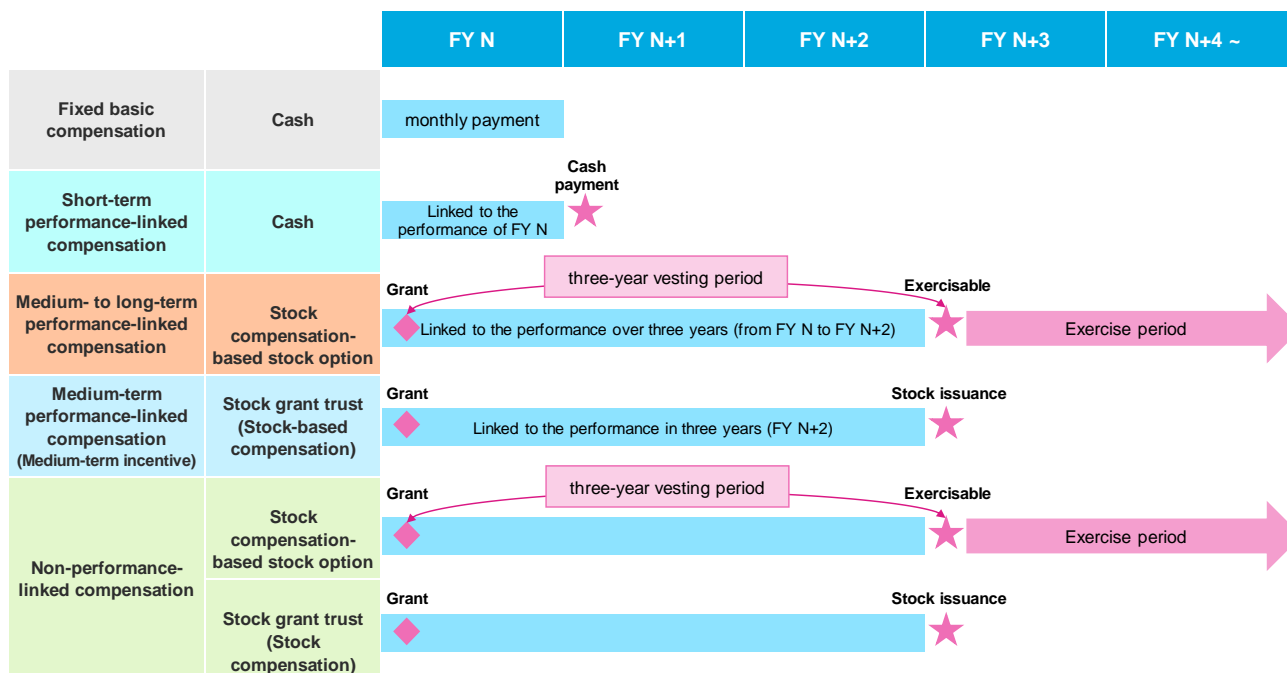 FY N
FY N+1
FY N+2
FY N+3
FY N+4 ~
Fixed basic
compensation
Cash
monthly payment
Short-term
performance-linked
compensation
Cash
Linked to the
performance of FY N
Cash
payment
Medium- to long-term
performance-linked
compensation
Stock
compensation-
based stock option
Grant
three-year vesting period
Exercisable
Linked to the performance over three years (from FY N to FY N+2)
Exercise period
Medium-term
performance-linked
compensation
(Medium-term incentive)
Stock grant trust
(Stock-based
compensation)
Grant
Stock issuance
Linked to the performance in three years (FY N+2)
Non-performance-
linked compensation
Stock
compensation-
based stock option
Grant
three-year vesting period
Exercisable
Exercise period
Stock grant trust
(Stock
compensation)
Grant
Stock issuance